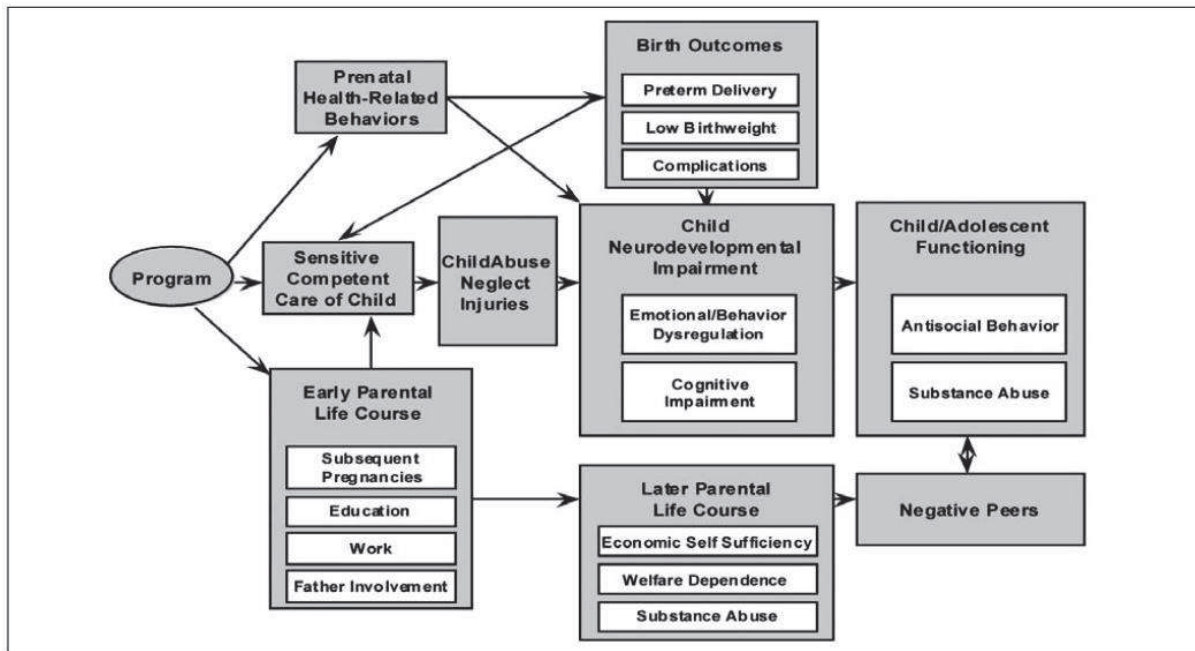 Birth Outcomes
Preterm Delivery
Low Birthweight
Complications
Prenatal
Health-Related
Behaviors
Program
Sensitive
Competent
Care of Child
ChildAbuse
Neglect
Injuries
Child
Neurodevelopmental
Impairment
Emotional/Behavior
Dysregulation
Cognitive
Impairment
Child/Adolescent
Functioning
Antisocial Behavior
Substance Abuse
Early Parental
Life Course
Subsequent
Pregnancies
Education
Work
Father Involvement
Later Parental
Life Course
Economic Self Sufficiency
Welfare Dependence
Substance Abuse
Negative Peers